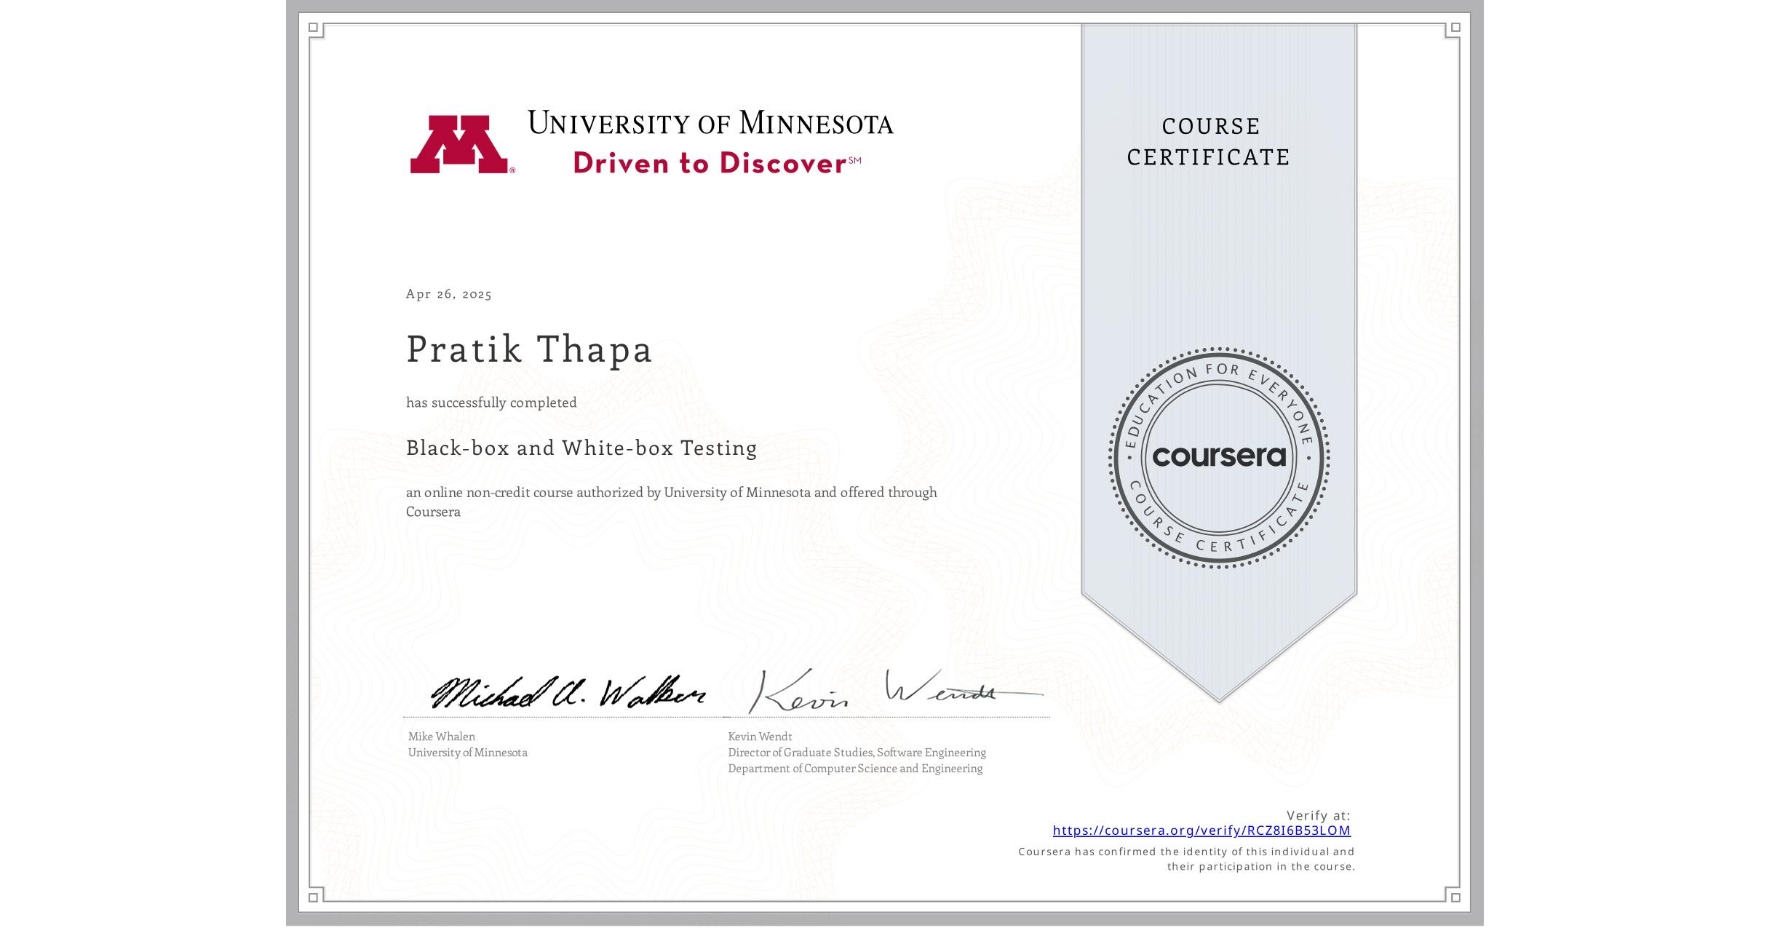 UNIVERSITY OF MINNESOTA
Driven to Discover℠
COURSE
CERTIFICATE
Apr 26, 2025
Pratik Thapa
has successfully completed
Black-box and White-box Testing
an online non-credit course authorized by University of Minnesota and offered through
Coursera
EDUCATION FOR EVERYONE
coursera
COURSE CERTIFICATE
Michael A. Whalen
Kevin Wendt
Mike Whalen
University of Minnesota
Kevin Wendt
Director of Graduate Studies, Software Engineering
Department of Computer Science and Engineering
Verify at:
https://coursera.org/verify/RCZ8I6B53LOM
Coursera has confirmed the identity of this individual and
their participation in the course.